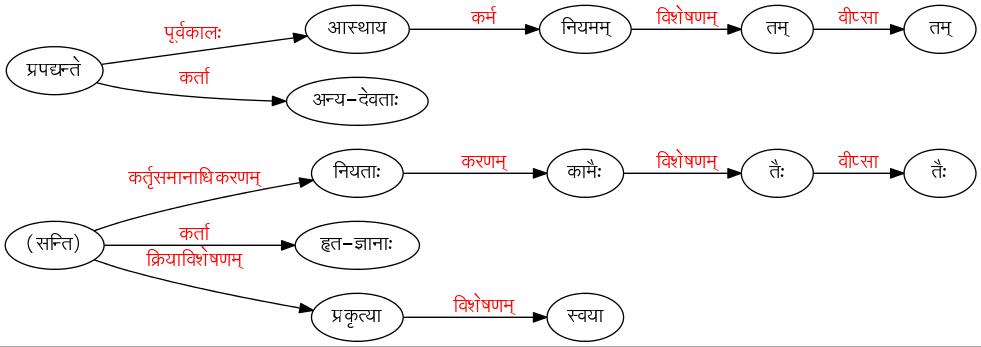 पूर्वकालः
आस्थाय
कर्म
नियमम्
विशेषणम्
तम्
वीप्सा
तम्
प्रपद्यन्ते
कर्ता
अन्य-देवताः
कर्तृसमानाधिकरणम्
नियताः
करणम्
कामैः
विशेषणम्
तैः
वीप्सा
तैः
(सन्ति)
कर्ता
हृत-ज्ञानाः
क्रियाविशेषणम्
प्रकृत्या
विशेषणम्
स्वया